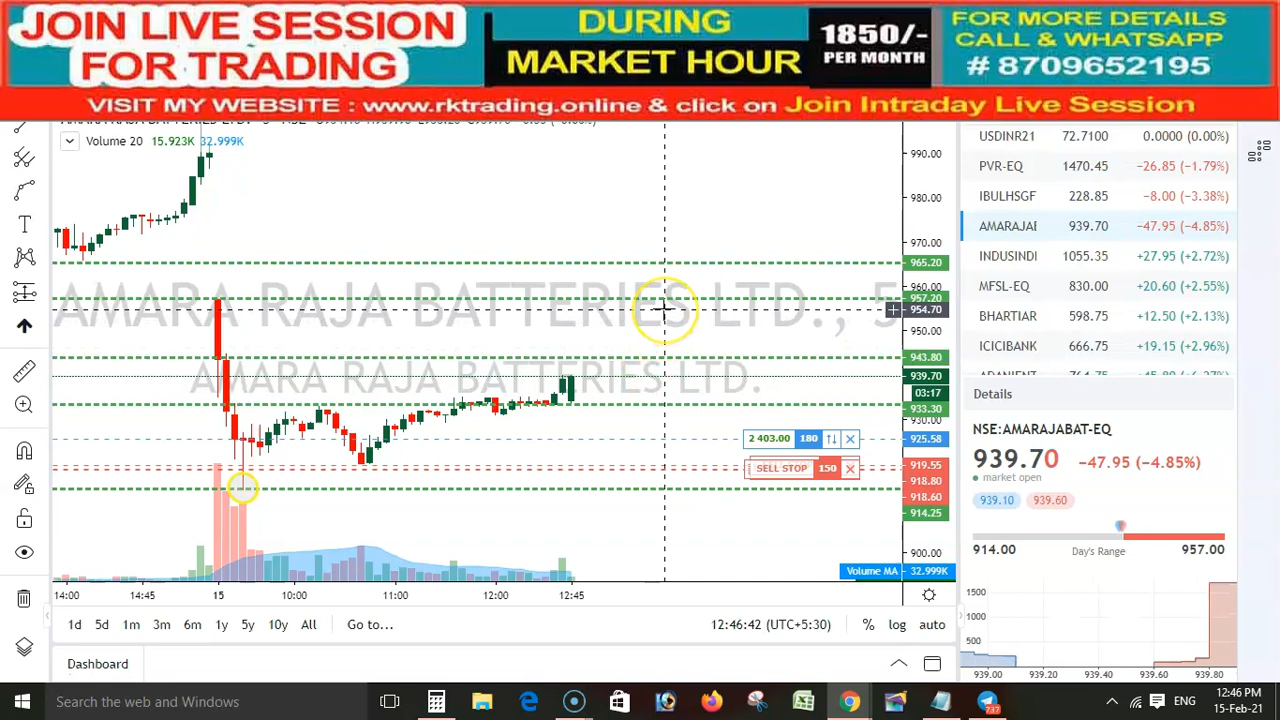 JOIN LIVE SESSION
FOR TRADING
DURING
MARKET HOUR
1850/-
PER MONTH
FOR MORE DETAILS
CALL & WHATSAPP
# 8709652195
VISIT MY WEBSITE : www.rktrading.online & click on Join Intraday Live Session
Volume 20 15.923K 32.999K
AMARA RAJA BATTERIES LTD., 5
AMARA RAJA BATTERIES LTD.
990.00
980.00
970.00
965.20
960.00
957.20
954.70
950.00
943.80
939.70
03:17
933.30
930.00
925.58
919.55
918.80
918.60
914.25
900.00
2 403.00 180
SELL STOP 150
Volume MA 32.999K
14:00 14:45 15 10:00 11:00 12:00 12:45
1d 5d 1m 3m 6m 1y 5y 10y All Go to...
12:46:42 (UTC+5:30) % log auto
Dashboard
USDINR21 72.7100 0.0000 (0.00%)
PVR-EQ 1470.45 −26.85 (−1.79%)
IBULHSGF 228.85 −8.00 (−3.38%)
AMARAJAI 939.70 −47.95 (−4.85%)
INDUSINDI 1055.35 +27.95 (+2.72%)
MFSL-EQ 830.00 +20.60 (+2.55%)
BHARTIAR 598.75 +12.50 (+2.13%)
ICICIBANK 666.75 +19.15 (+2.96%)
Details
NSE:AMARAJABAT-EQ
939.70 −47.95 (−4.85%)
market open
939.10 939.60
914.00 Day's Range 957.00
1500
1000
500
0
939.00 939.20 939.40 939.60 939.80
Search the web and Windows
737
ENG
12:46 PM
15-Feb-21